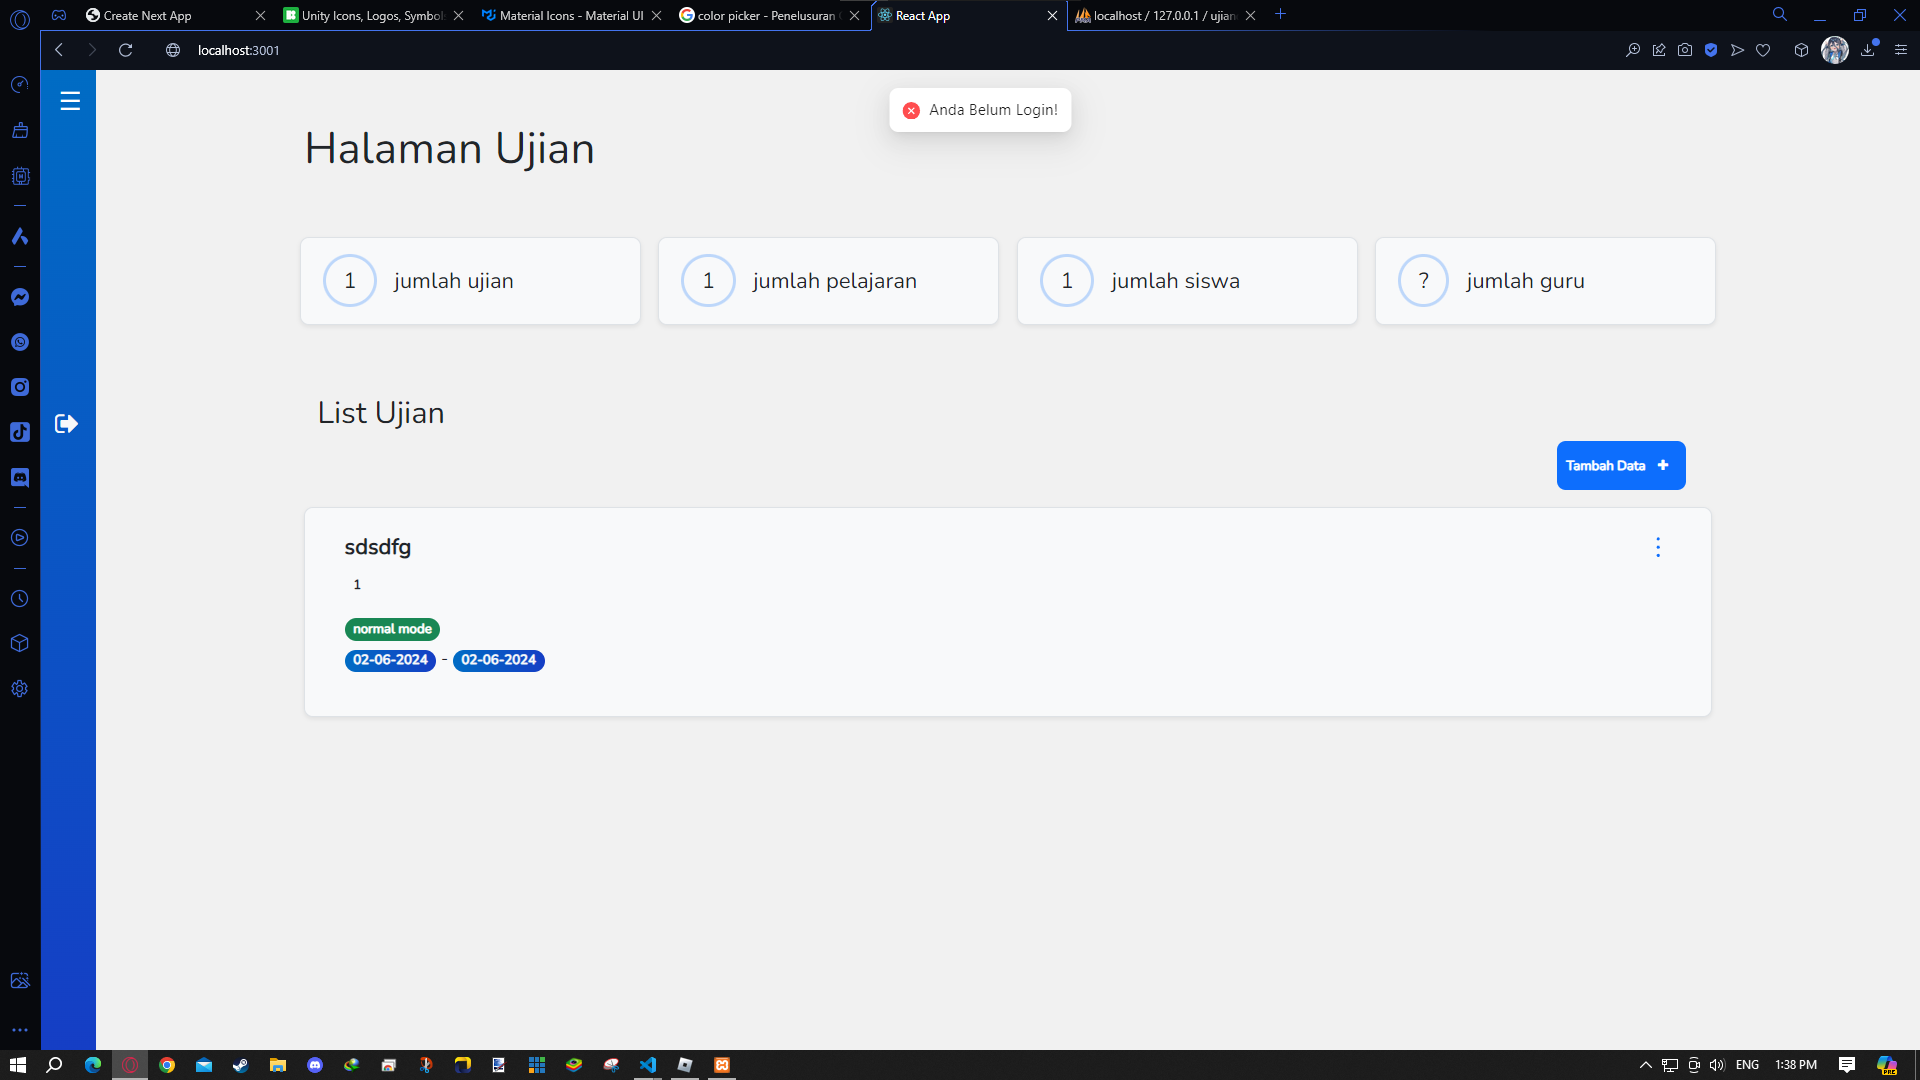 Create Next App
Unity Icons, Logos, Symbols
Material Icons - Material UI
color picker - Penelusuran
React App
localhost / 127.0.0.1 / ujian
localhost:3001
Anda Belum Login!
Halaman Ujian
1 jumlah ujian
1 jumlah pelajaran
1 jumlah siswa
? jumlah guru
List Ujian
Tambah Data +
sdsdfg
1
normal mode
02-06-2024 - 02-06-2024
ENG
1:38 PM